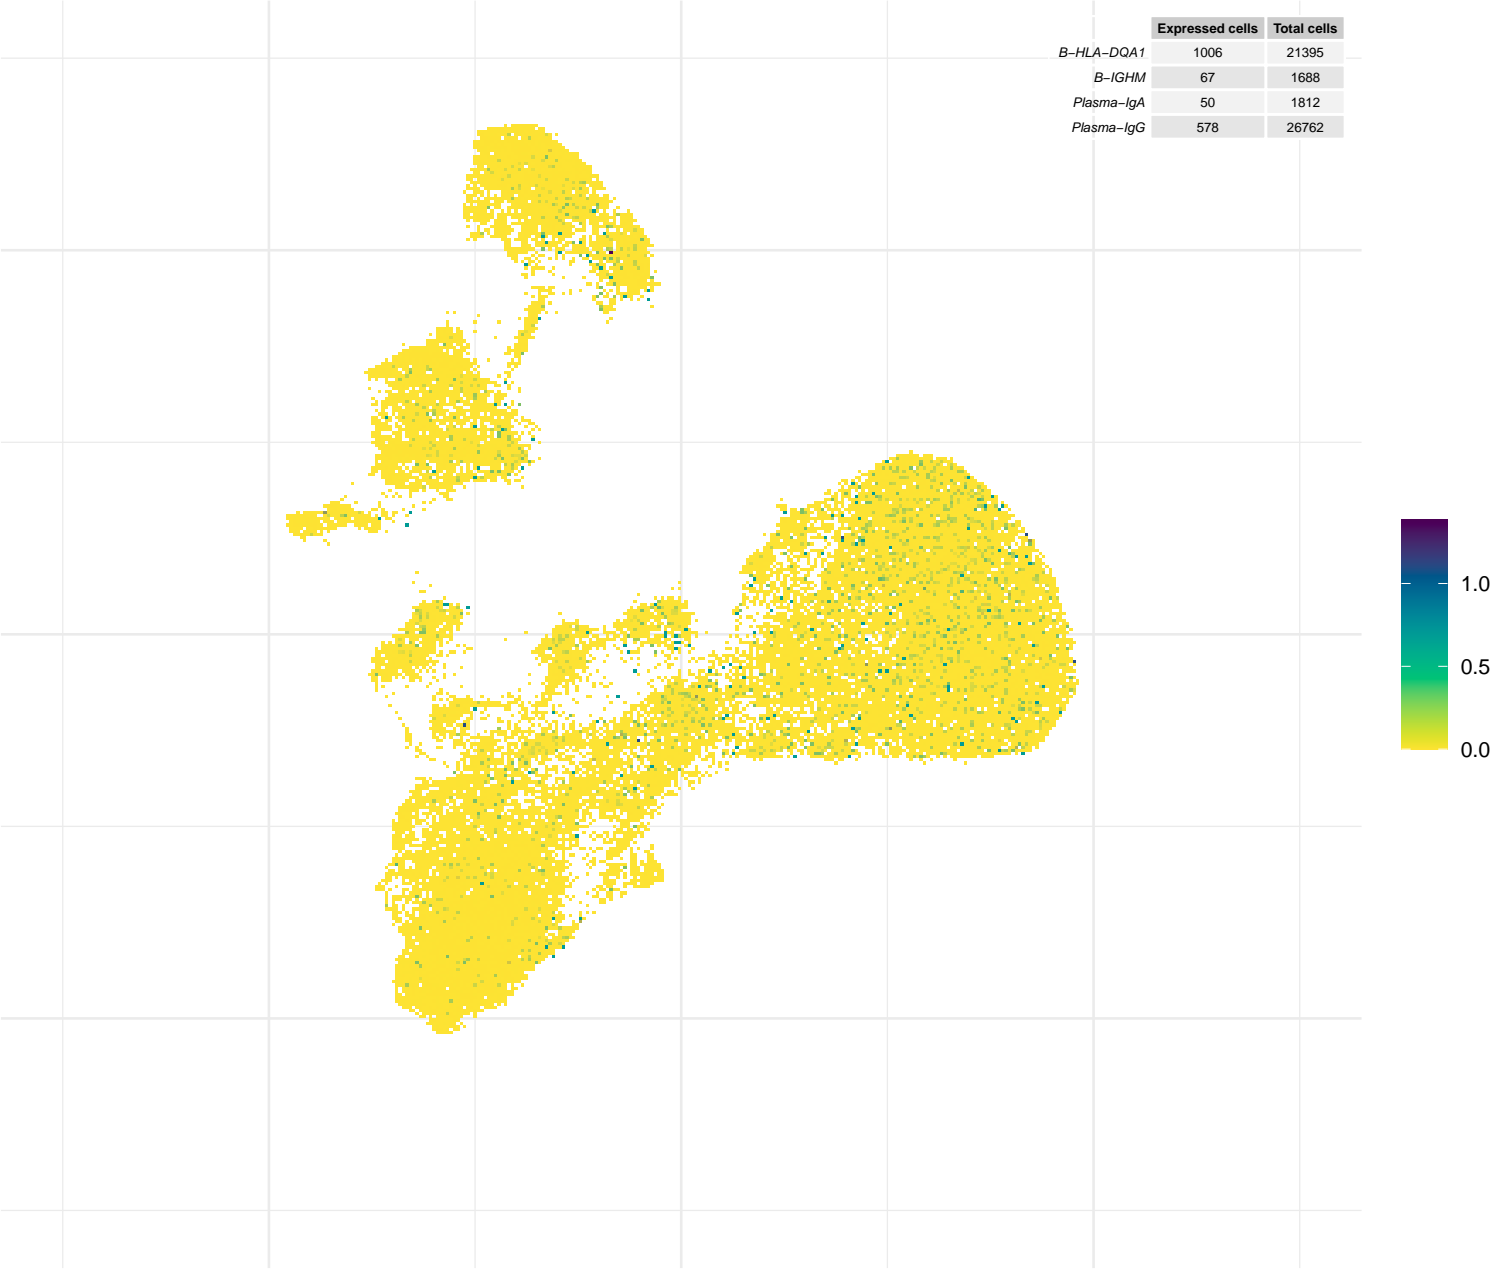 Expressed cells Total cells
B−HLA−DQA1 1006 21395
B−IGHM 67 1688
Plasma−IgA 50 1812
Plasma−IgG 578 26762
1.0
0.5
0.0